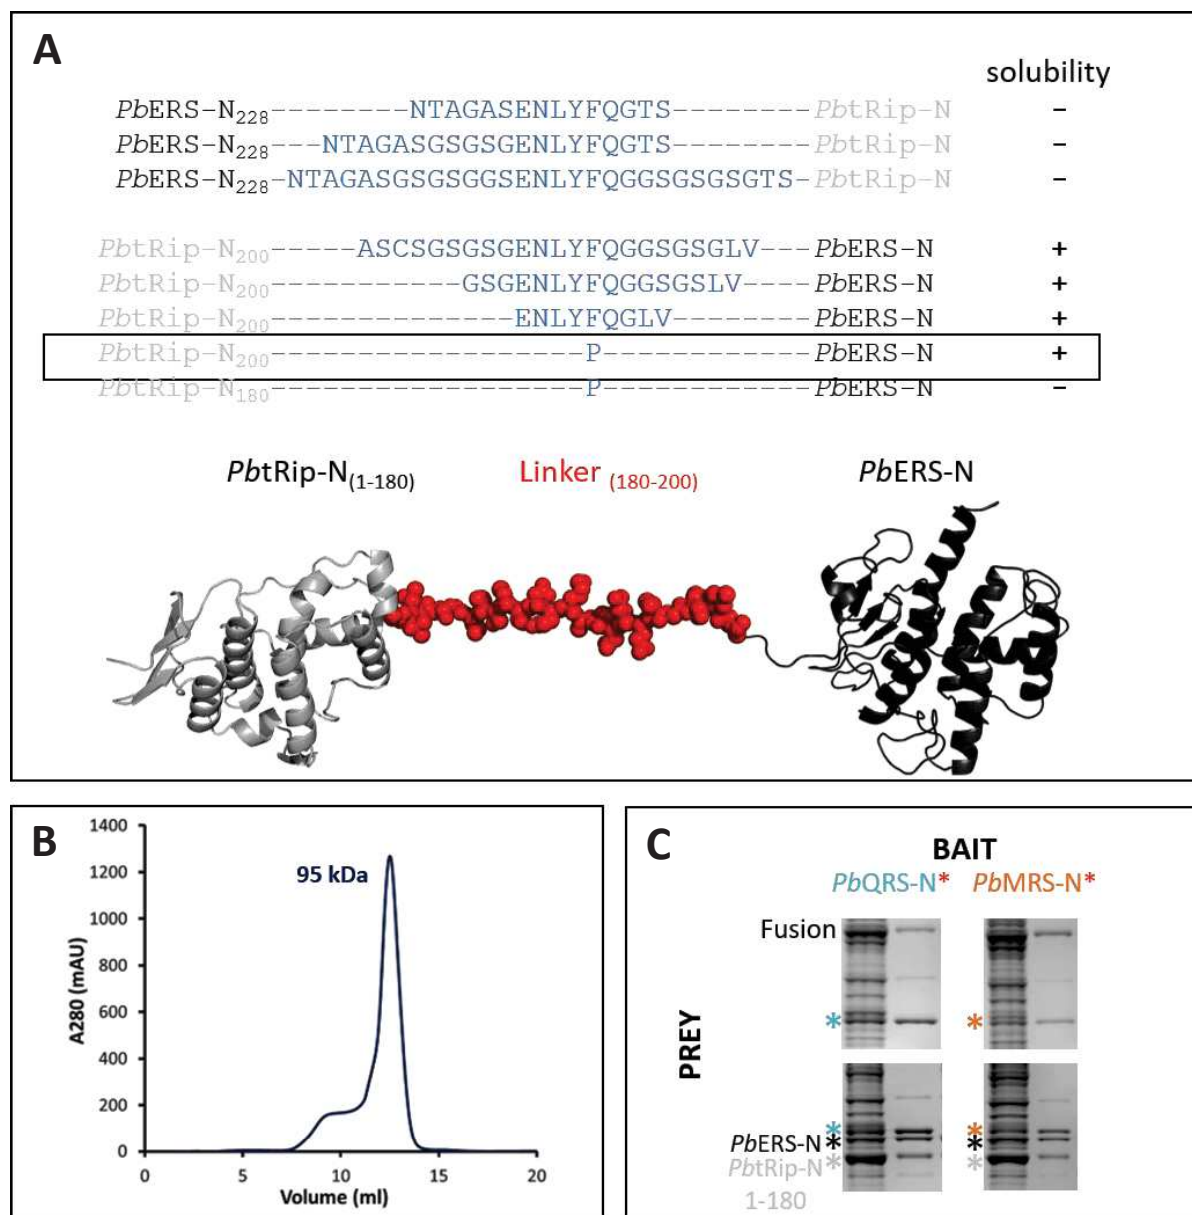 A
solubility
PbERS-N228--------NTAGASENLYFQGTS--------PbtRip-N -
PbERS-N228---NTAGASGSGSGENLYFQGTS--------PbtRip-N -
PbERS-N228-NTAGASGSGSGGSENLYFQGGSGSGSGTS-PbtRip-N -
PbtRip-N200-----ASCSGSGSGENLYFQGGSGSGLV---PbERS-N +
PbtRip-N200-----------GSGENLYFQGGSGSLV----PbERS-N +
PbtRip-N200--------------ENLYFQGLV--------PbERS-N +
PbtRip-N200------------------P------------PbERS-N +
PbtRip-N180------------------P------------PbERS-N -
PbtRip-N(1-180) Linker (180-200) PbERS-N
B
95 kDa
A280 (mAU)
1400
1200
1000
800
600
400
200
0
0 5 10 15 20
Volume (ml)
C
BAIT
PbQRS-N* PbMRS-N*
PREY
Fusion
* *
* *
PbERS-N* *
PbtRip-N* *
1-180